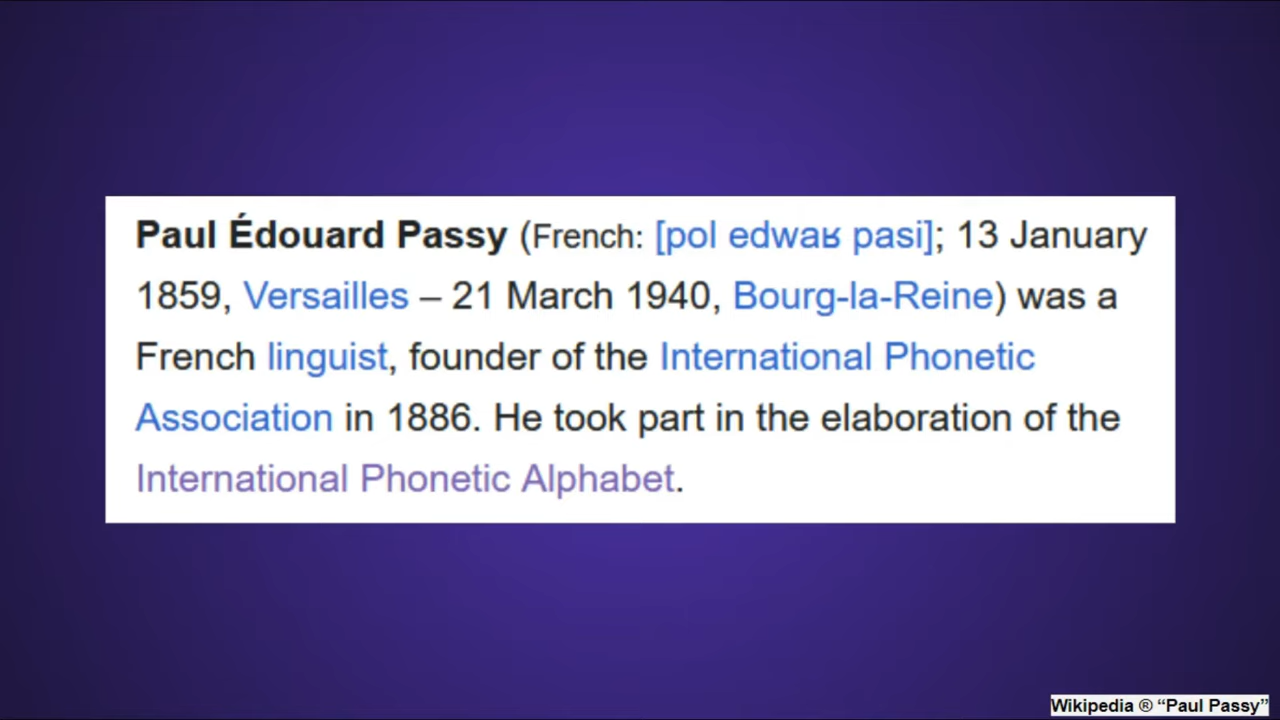 Paul Édouard Passy (French: [pol edwaʁ pasi]; 13 January
1859, Versailles – 21 March 1940, Bourg-la-Reine) was a
French linguist, founder of the International Phonetic
Association in 1886. He took part in the elaboration of the
International Phonetic Alphabet.
Wikipedia ® “Paul Passy”